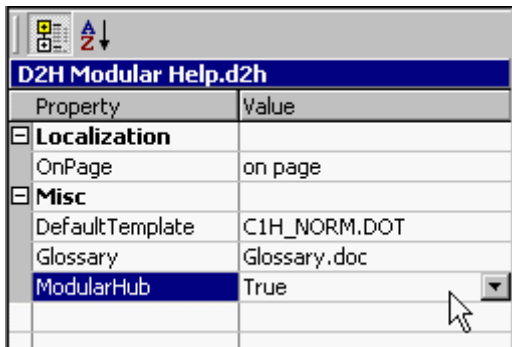 D2H Modular Help.d2h
Property Value
Localization
OnPage on page
Misc
DefaultTemplate C1H_NORM.DOT
Glossary Glossary.doc
ModularHub True